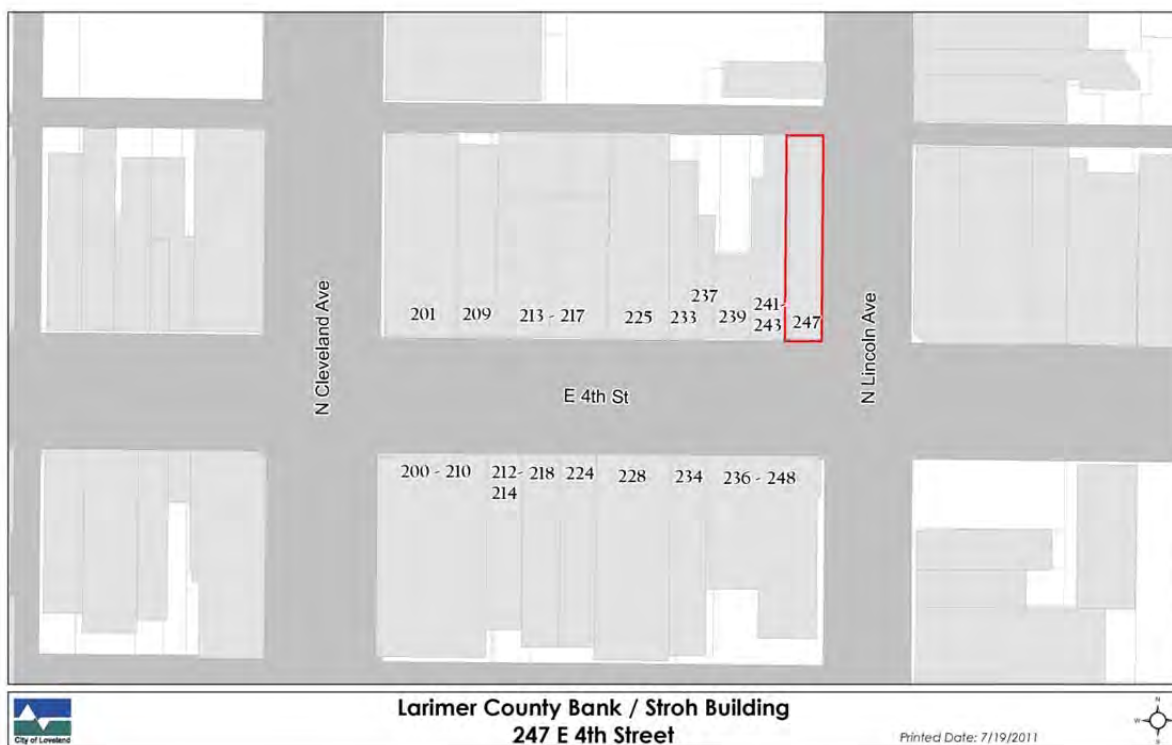 201
209
213 - 217
225
233
237
239
241-
243
247
N Cleveland Ave
E 4th St
N Lincoln Ave
200 - 210
212-
214
218
224
228
234
236 - 248
City of Loveland
Larimer County Bank / Stroh Building
247 E 4th Street
Printed Date: 7/19/2011
N
W
S